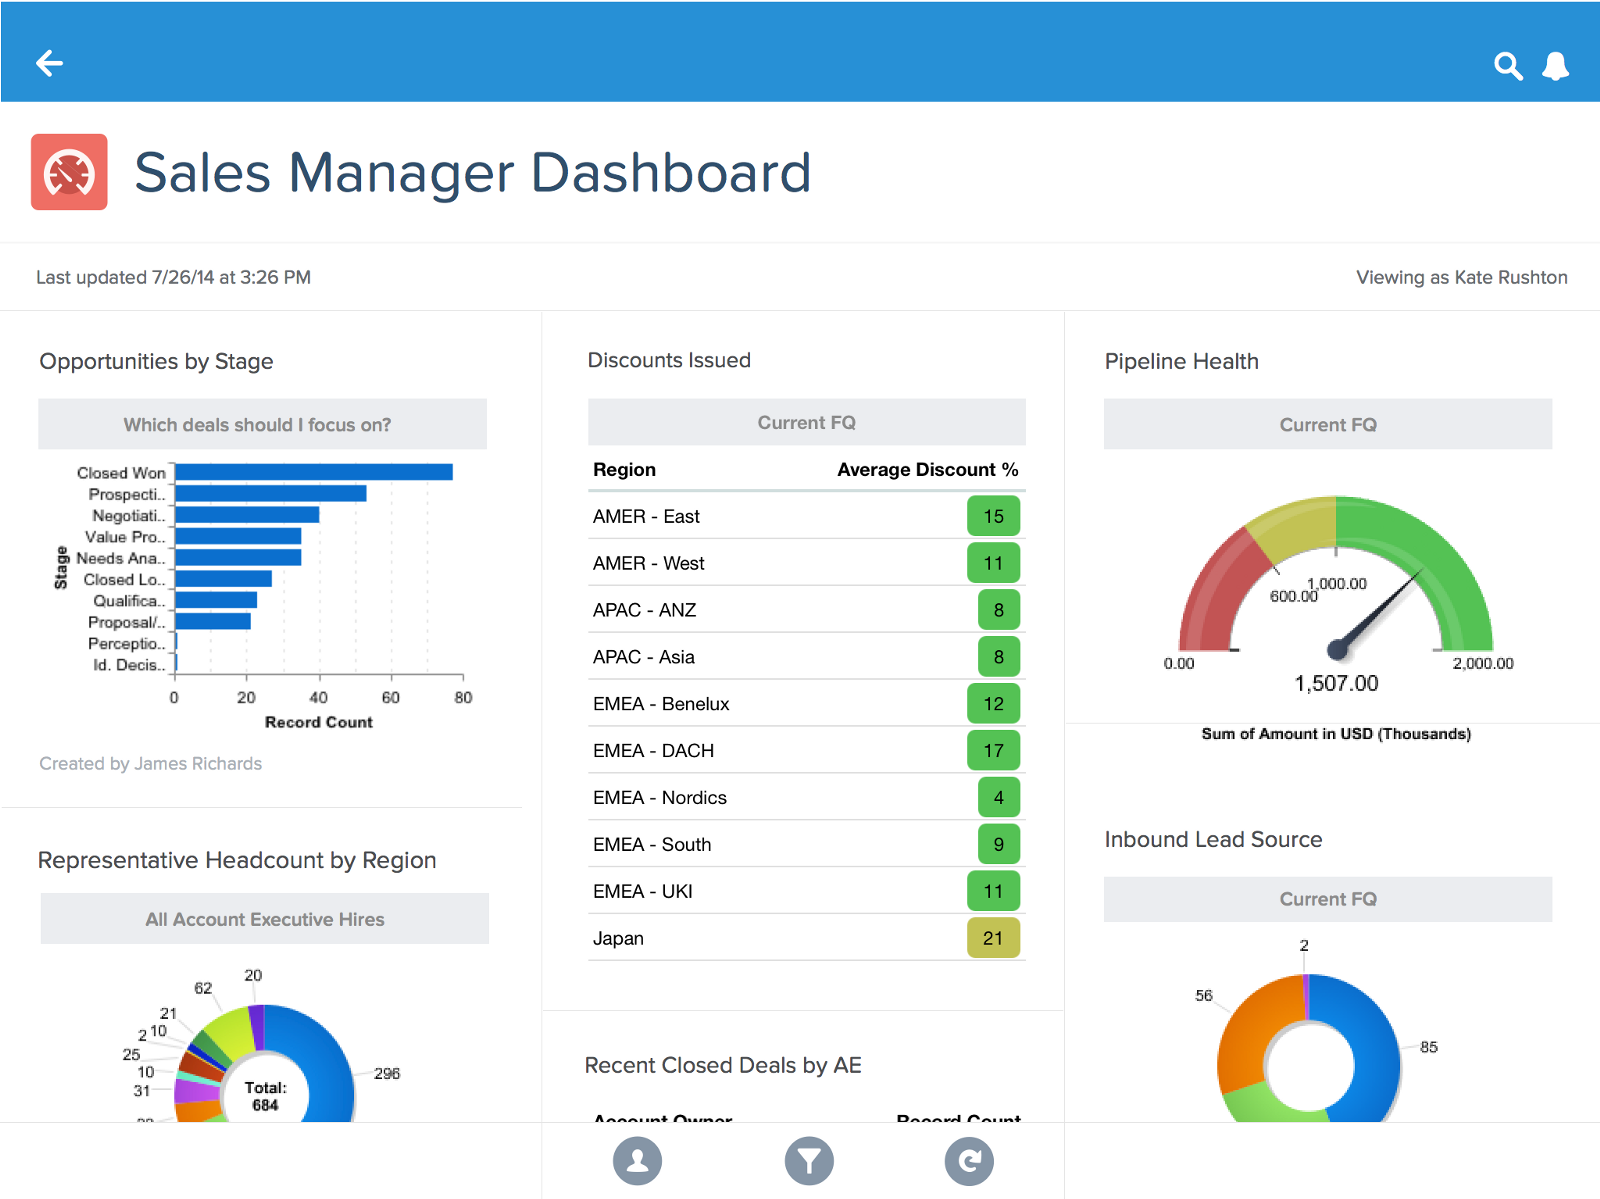 Sales Manager Dashboard
Last updated 7/26/14 at 3:26 PM
Viewing as Kate Rushton
Opportunities by Stage
Which deals should I focus on?
Closed Won
Prospecti..
Negotiati..
Value Pro..
Needs Ana..
Closed Lo..
Qualifica..
Proposal/..
Perceptio..
Id. Decis..
Stage
0 20 40 60 80
Record Count
Created by James Richards
Representative Headcount by Region
All Account Executive Hires
20
62
21
10
2
25
10
31
296
Total:
684
Discounts Issued
Current FQ
Region Average Discount %
AMER - East 15
AMER - West 11
APAC - ANZ 8
APAC - Asia 8
EMEA - Benelux 12
EMEA - DACH 17
EMEA - Nordics 4
EMEA - South 9
EMEA - UKI 11
Japan 21
Recent Closed Deals by AE
Account Owner Record Count
Pipeline Health
Current FQ
1,000.00
600.00
0.00 2,000.00
1,507.00
Sum of Amount in USD (Thousands)
Inbound Lead Source
Current FQ
2
56
85